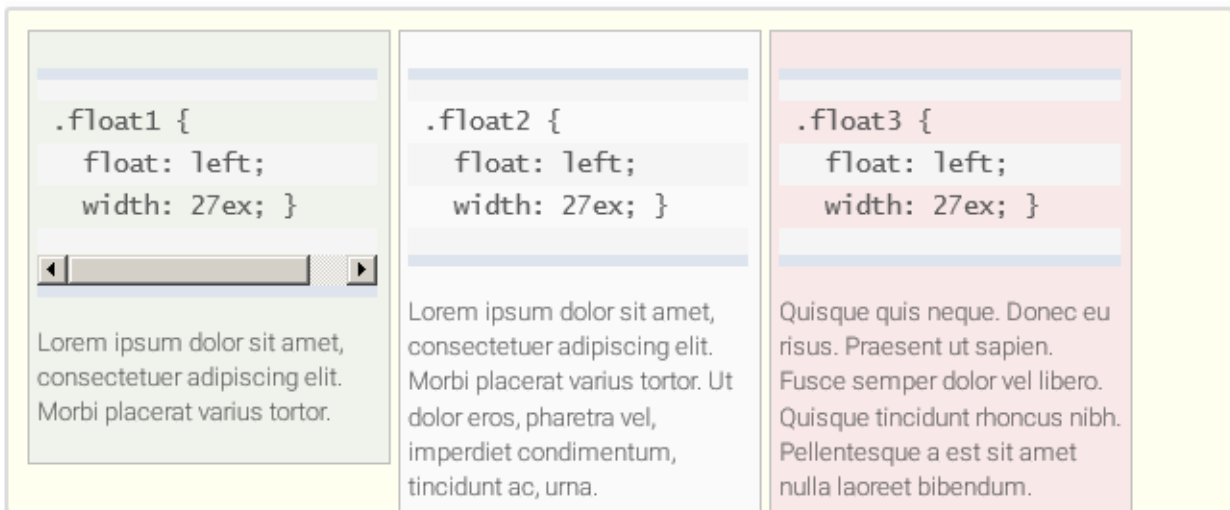 .float1 {
float: left;
width: 27ex; }
Lorem ipsum dolor sit amet,
consectetuer adipiscing elit.
Morbi placerat varius tortor.
.float2 {
float: left;
width: 27ex; }
Lorem ipsum dolor sit amet,
consectetuer adipiscing elit.
Morbi placerat varius tortor. Ut
dolor eros, pharetra vel,
imperdiet condimentum,
tincidunt ac, urna.
.float3 {
float: left;
width: 27ex; }
Quisque quis neque. Donec eu
risus. Praesent ut sapien.
Fusce semper dolor vel libero.
Quisque tincidunt rhoncus nibh.
Pellentesque a est sit amet
nulla laoreet bibendum.